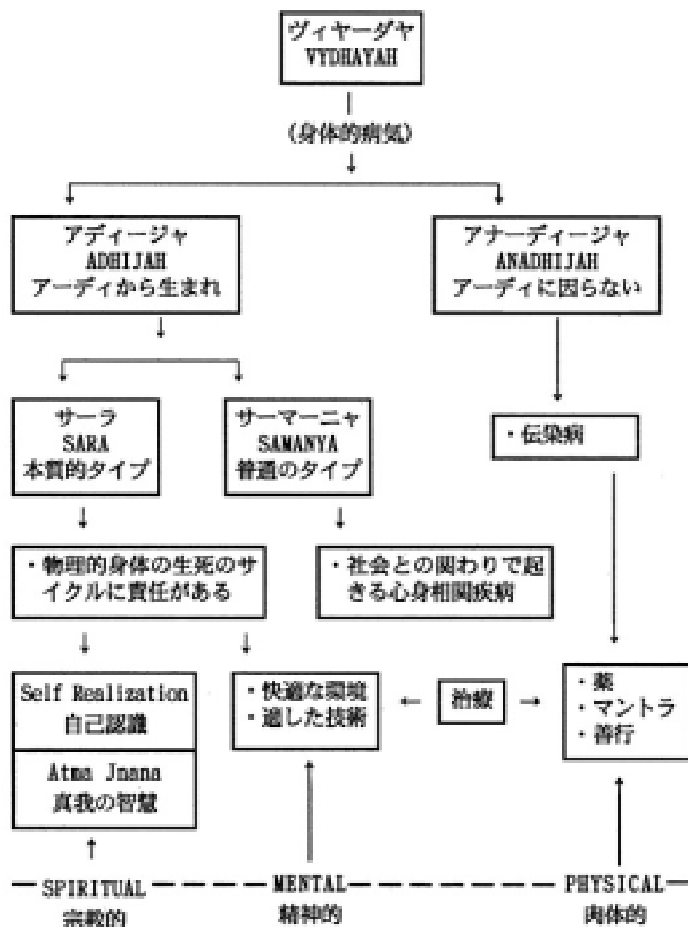 ヴィヤーダヤ
VYDHAYAH
(身体的病気)
アディージャ
ADHIJAH
アーディから生まれ
アナーディージャ
ANADHIJAH
アーディに因らない
サーラ
SARA
本質的タイプ
サーマーニャ
SAMANYA
普通のタイプ
・伝染病
・物理的身体の生死のサ
イクルに責任がある
・社会との関わりで起
きる心身相関疾病
Self Realization
自己認識
Atma Jnana
真我の智慧
・快適な環境
・適した技術
治療
・薬
・マントラ
・善行
SPIRITUAL
宗教的
MENTAL
精神的
PHYSICAL
肉体的